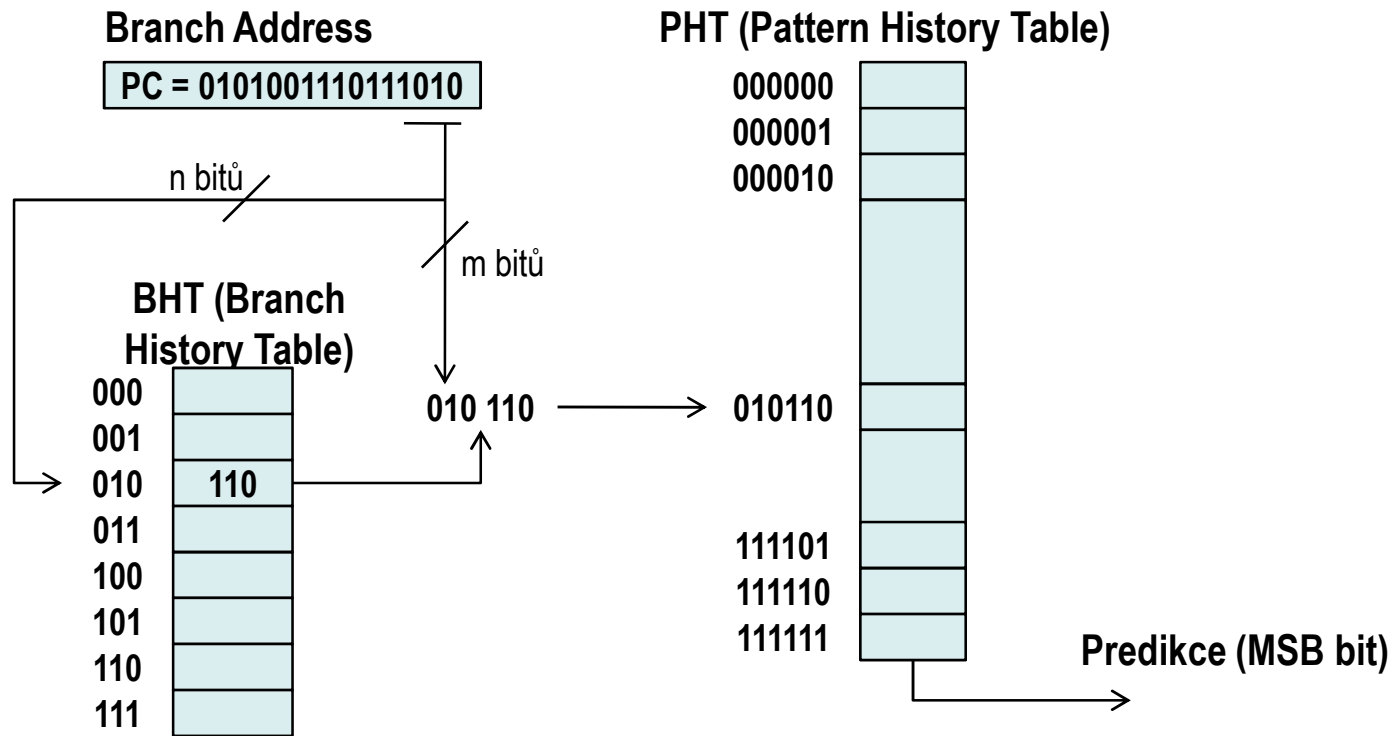 Branch Address
PC = 0101001110111010
n bitů
m bitů
BHT (Branch
History Table)
000
001
010
110
011
100
101
110
111
010 110
PHT (Pattern History Table)
000000
000001
000010
010110
111101
111110
111111
Predikce (MSB bit)